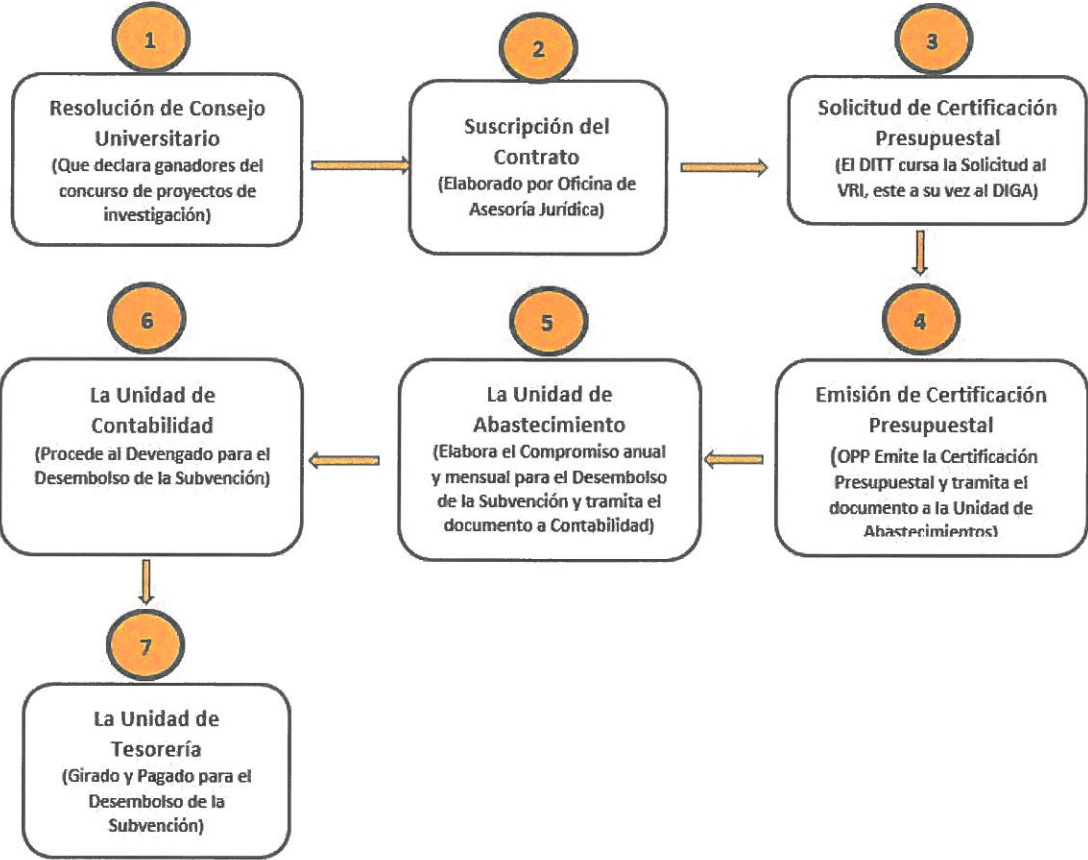 1
Resolución de Consejo
Universitario
(Que declara ganadores del
concurso de proyectos de
investigación)
2
Suscripción del
Contrato
(Elaborado por Oficina de
Asesoría Jurídica)
3
Solicitud de Certificación
Presupuestal
(El DITT cursa la Solicitud al
VRI, este a su vez al DIGA)
4
Emisión de Certificación
Presupuestal
(OPP Emite la Certificación
Presupuestal y tramita el
documento a la Unidad de
Abastecimientos)
5
La Unidad de
Abastecimiento
(Elabora el Compromiso anual
y mensual para el Desembolso
de la Subvención y tramita el
documento a Contabilidad)
6
La Unidad de
Contabilidad
(Procede al Devengado para el
Desembolso de la Subvención)
7
La Unidad de
Tesorería
(Girado y Pagado para el
Desembolso de la
Subvención)